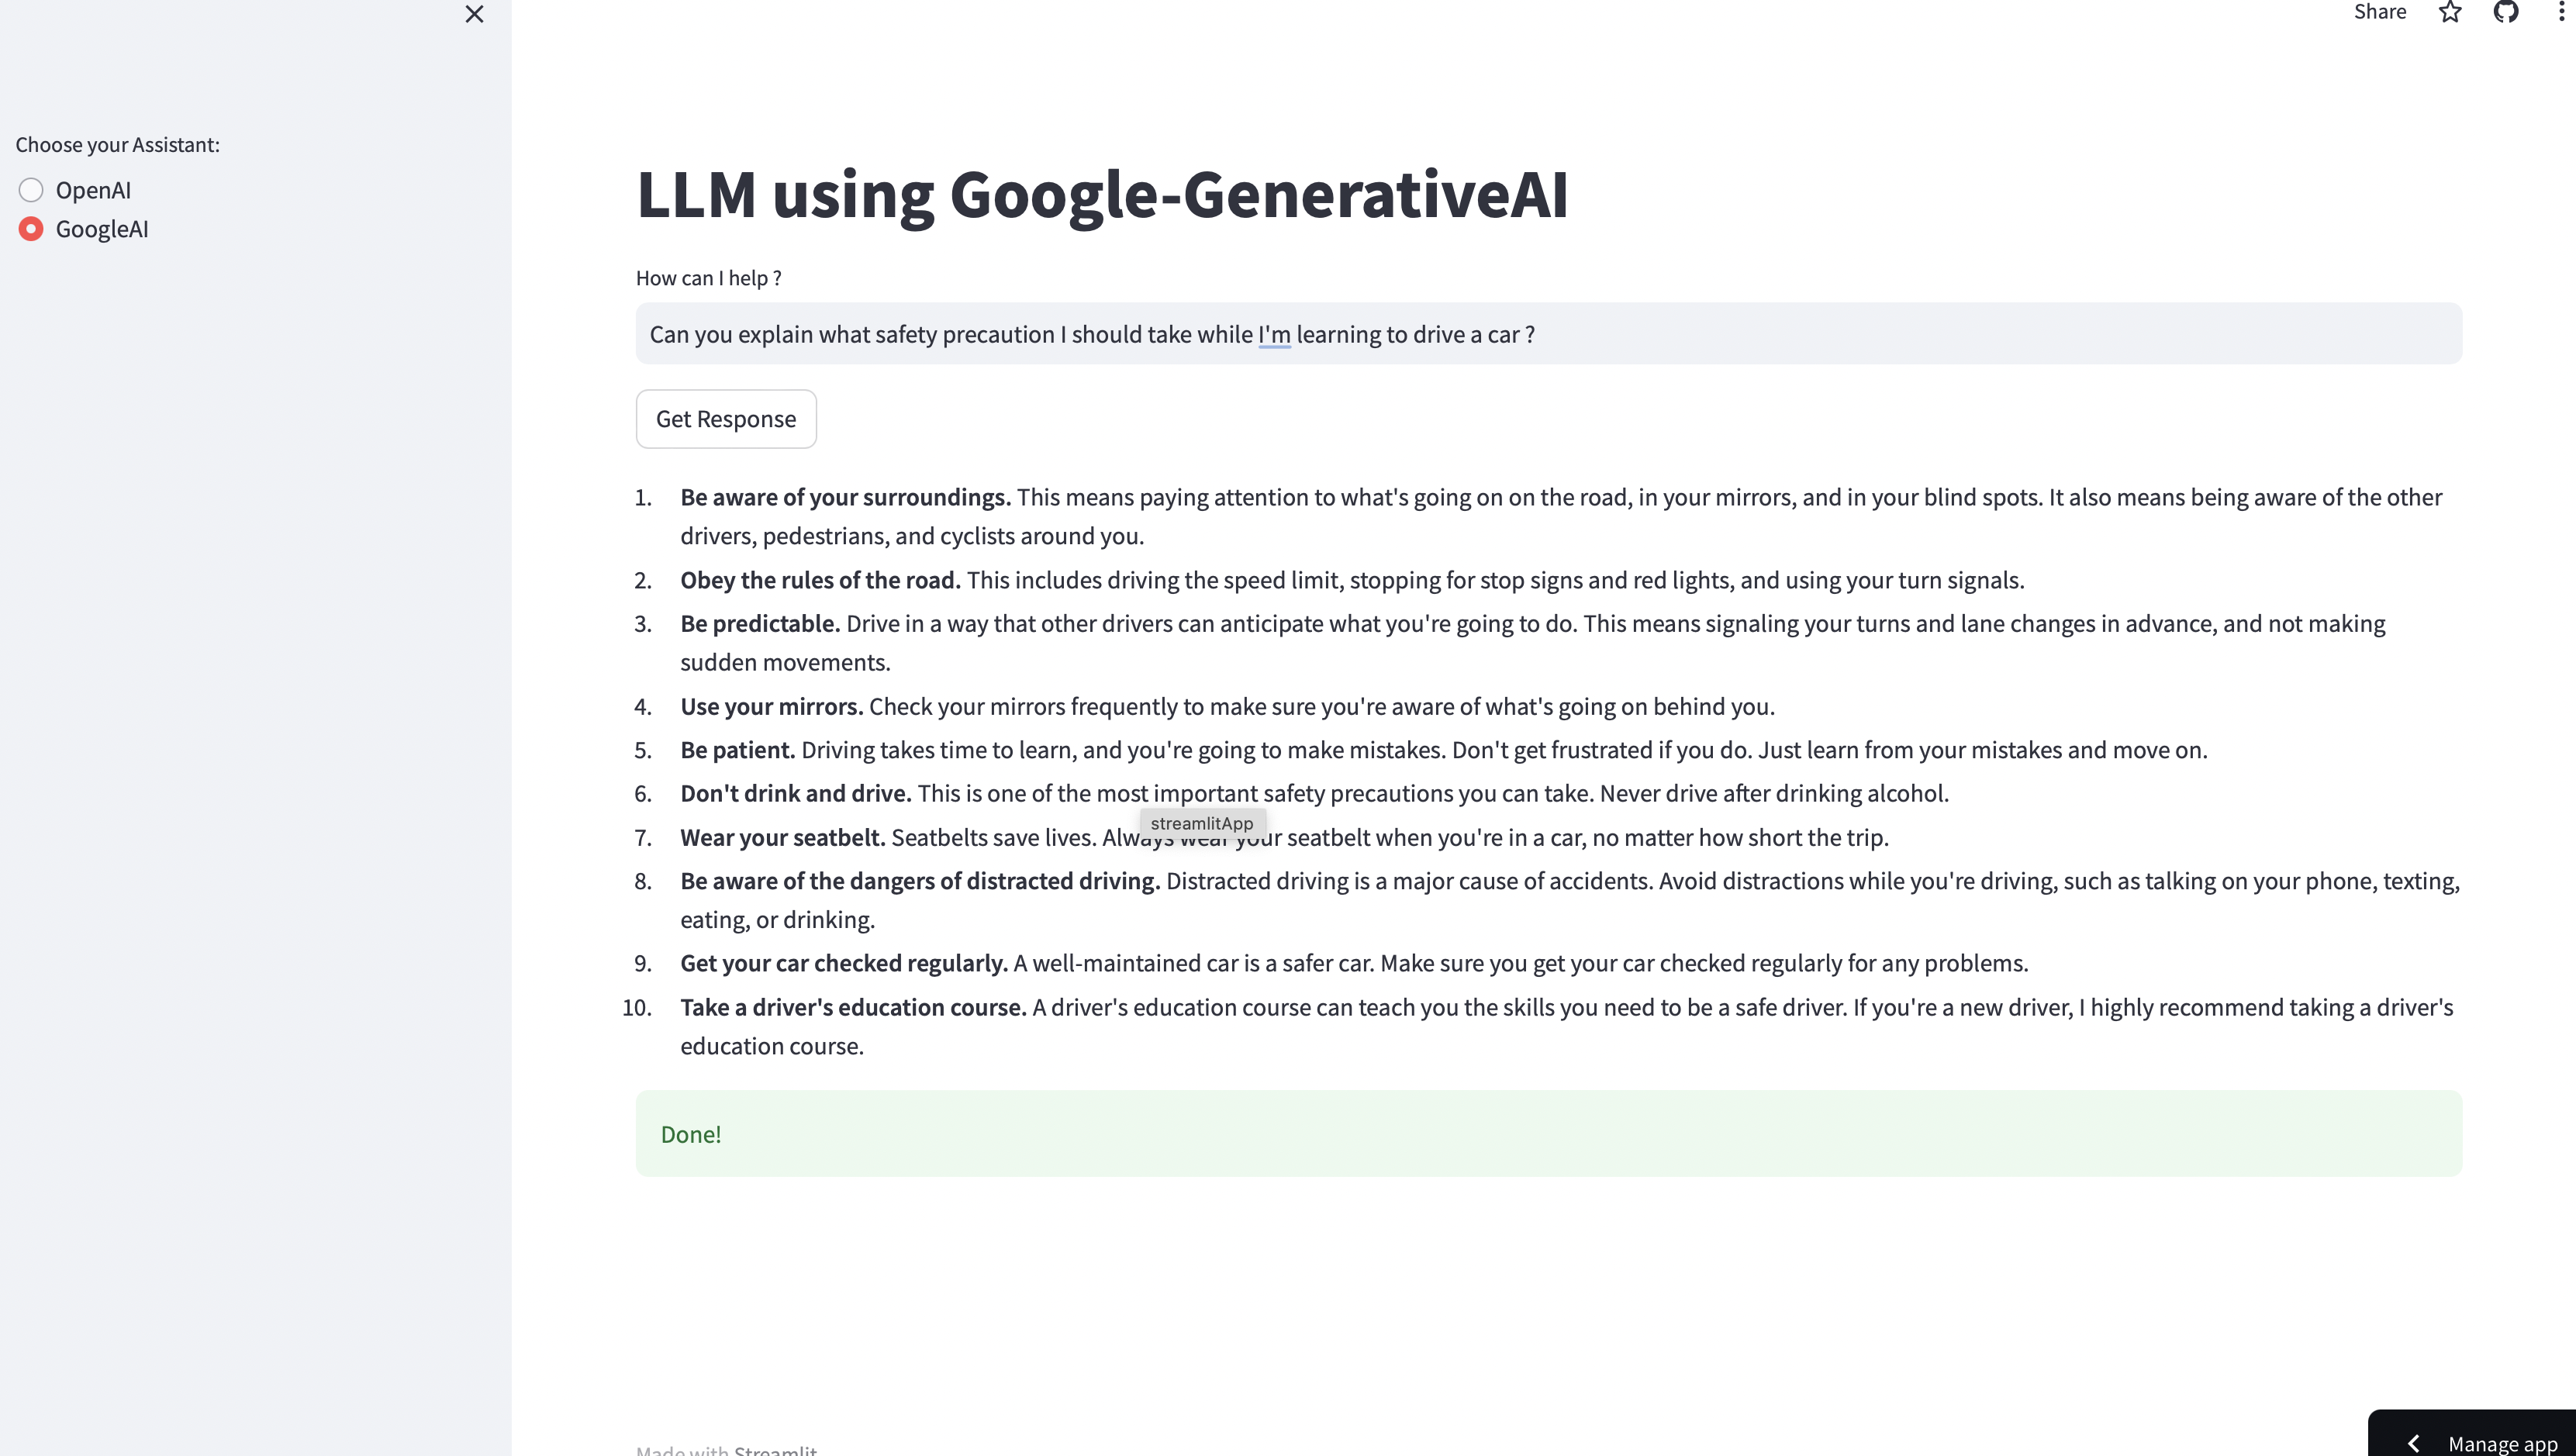 Share
Choose your Assistant:
OpenAI
GoogleAI
LLM using Google-GenerativeAI
How can I help ?
Can you explain what safety precaution I should take while I'm learning to drive a car ?
Get Response
1. Be aware of your surroundings. This means paying attention to what's going on on the road, in your mirrors, and in your blind spots. It also means being aware of the other
drivers, pedestrians, and cyclists around you.
2. Obey the rules of the road. This includes driving the speed limit, stopping for stop signs and red lights, and using your turn signals.
3. Be predictable. Drive in a way that other drivers can anticipate what you're going to do. This means signaling your turns and lane changes in advance, and not making
sudden movements.
4. Use your mirrors. Check your mirrors frequently to make sure you're aware of what's going on behind you.
5. Be patient. Driving takes time to learn, and you're going to make mistakes. Don't get frustrated if you do. Just learn from your mistakes and move on.
6. Don't drink and drive. This is one of the most important safety precautions you can take. Never drive after drinking alcohol.
streamlitApp
7. Wear your seatbelt. Seatbelts save lives. Always wear your seatbelt when you're in a car, no matter how short the trip.
8. Be aware of the dangers of distracted driving. Distracted driving is a major cause of accidents. Avoid distractions while you're driving, such as talking on your phone, texting,
eating, or drinking.
9. Get your car checked regularly. A well-maintained car is a safer car. Make sure you get your car checked regularly for any problems.
10. Take a driver's education course. A driver's education course can teach you the skills you need to be a safe driver. If you're a new driver, I highly recommend taking a driver's
education course.
Done!
Made with Streamlit
Manage app